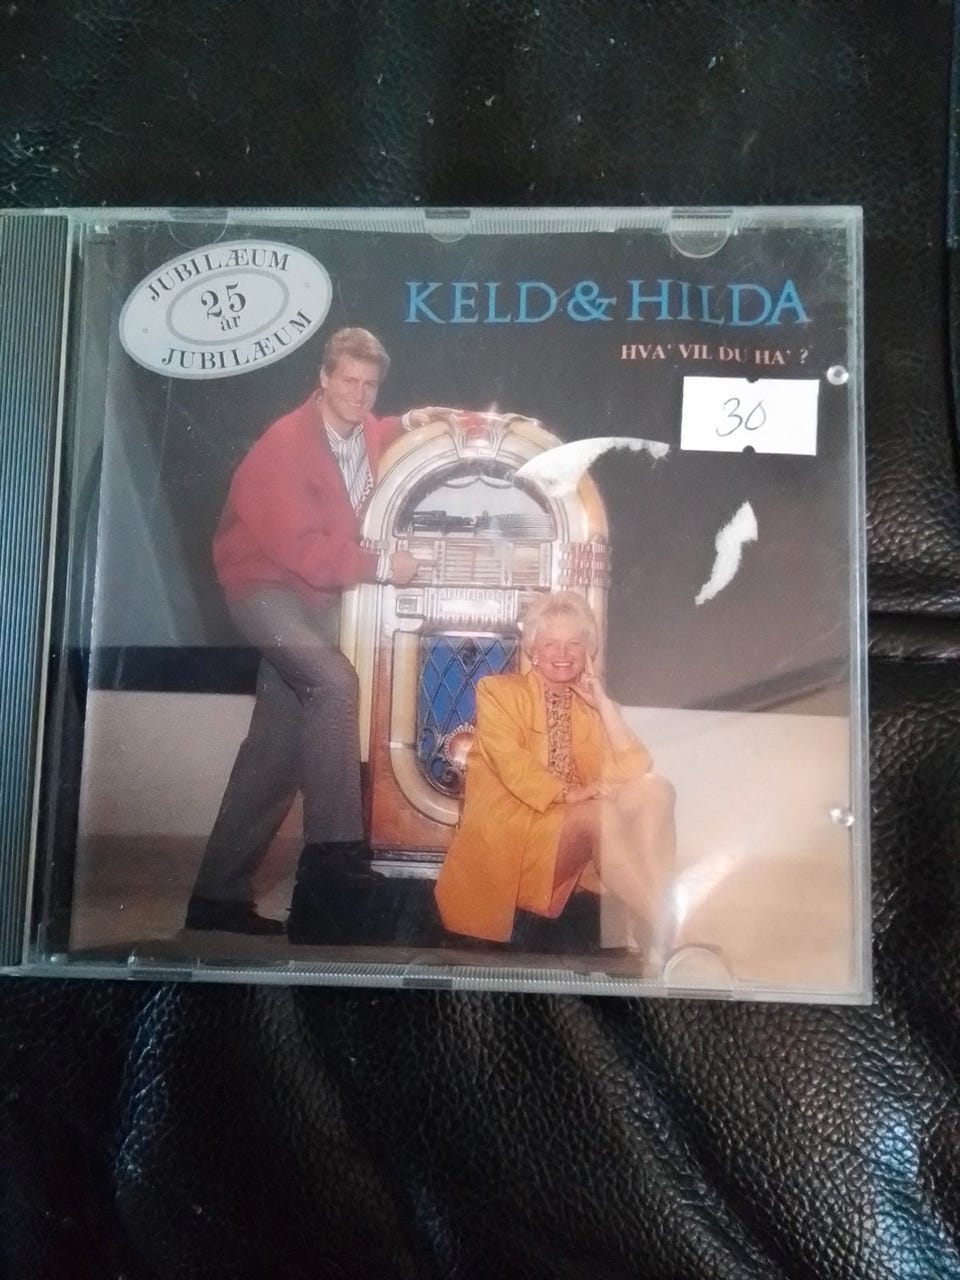 JUBILÆUM
25
år
JUBILÆUM
KELD & HILDA
HVA' VIL DU HA' ?
30